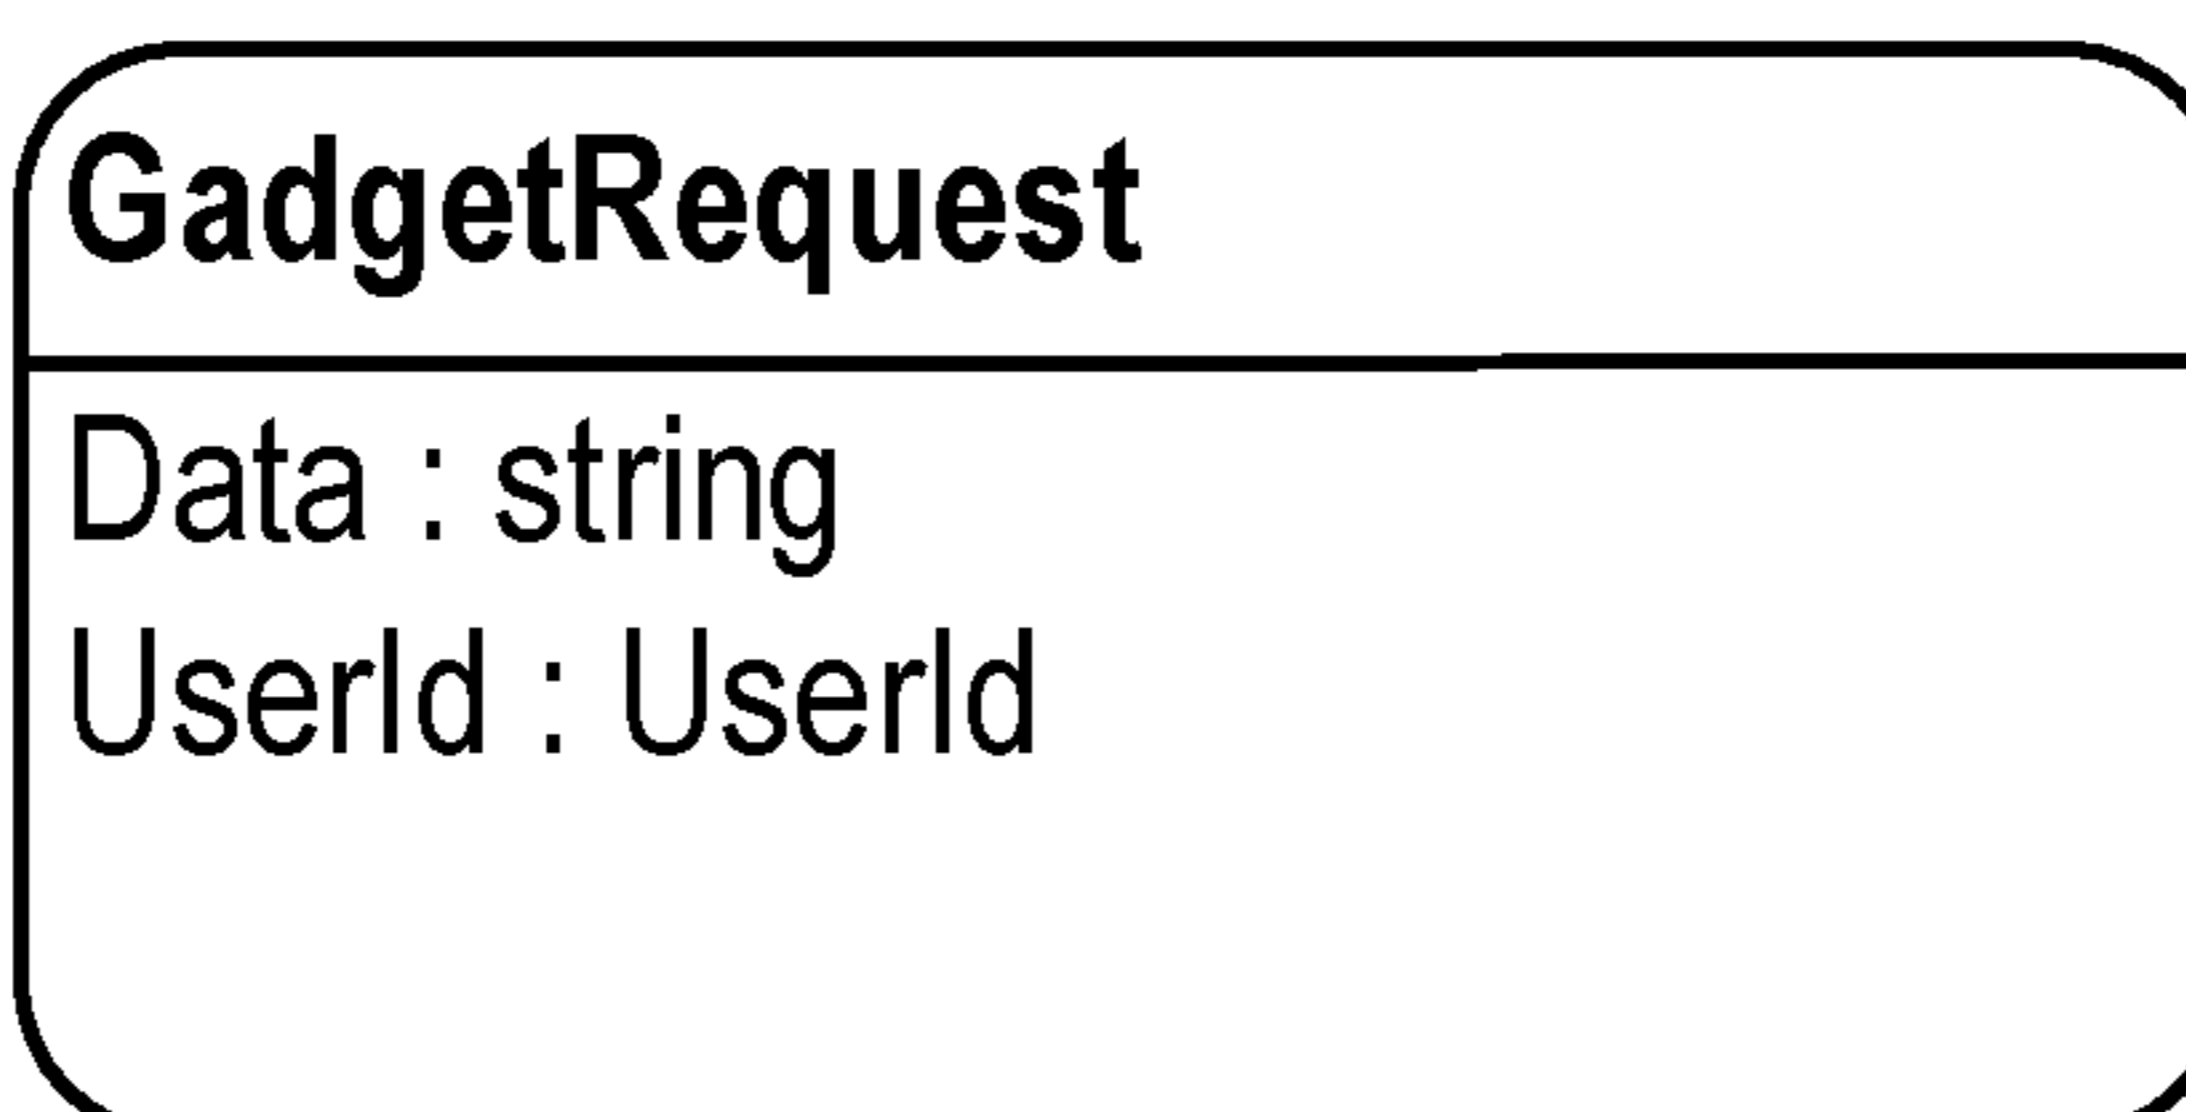 GadgetRequest
Data : string
UserId : UserId